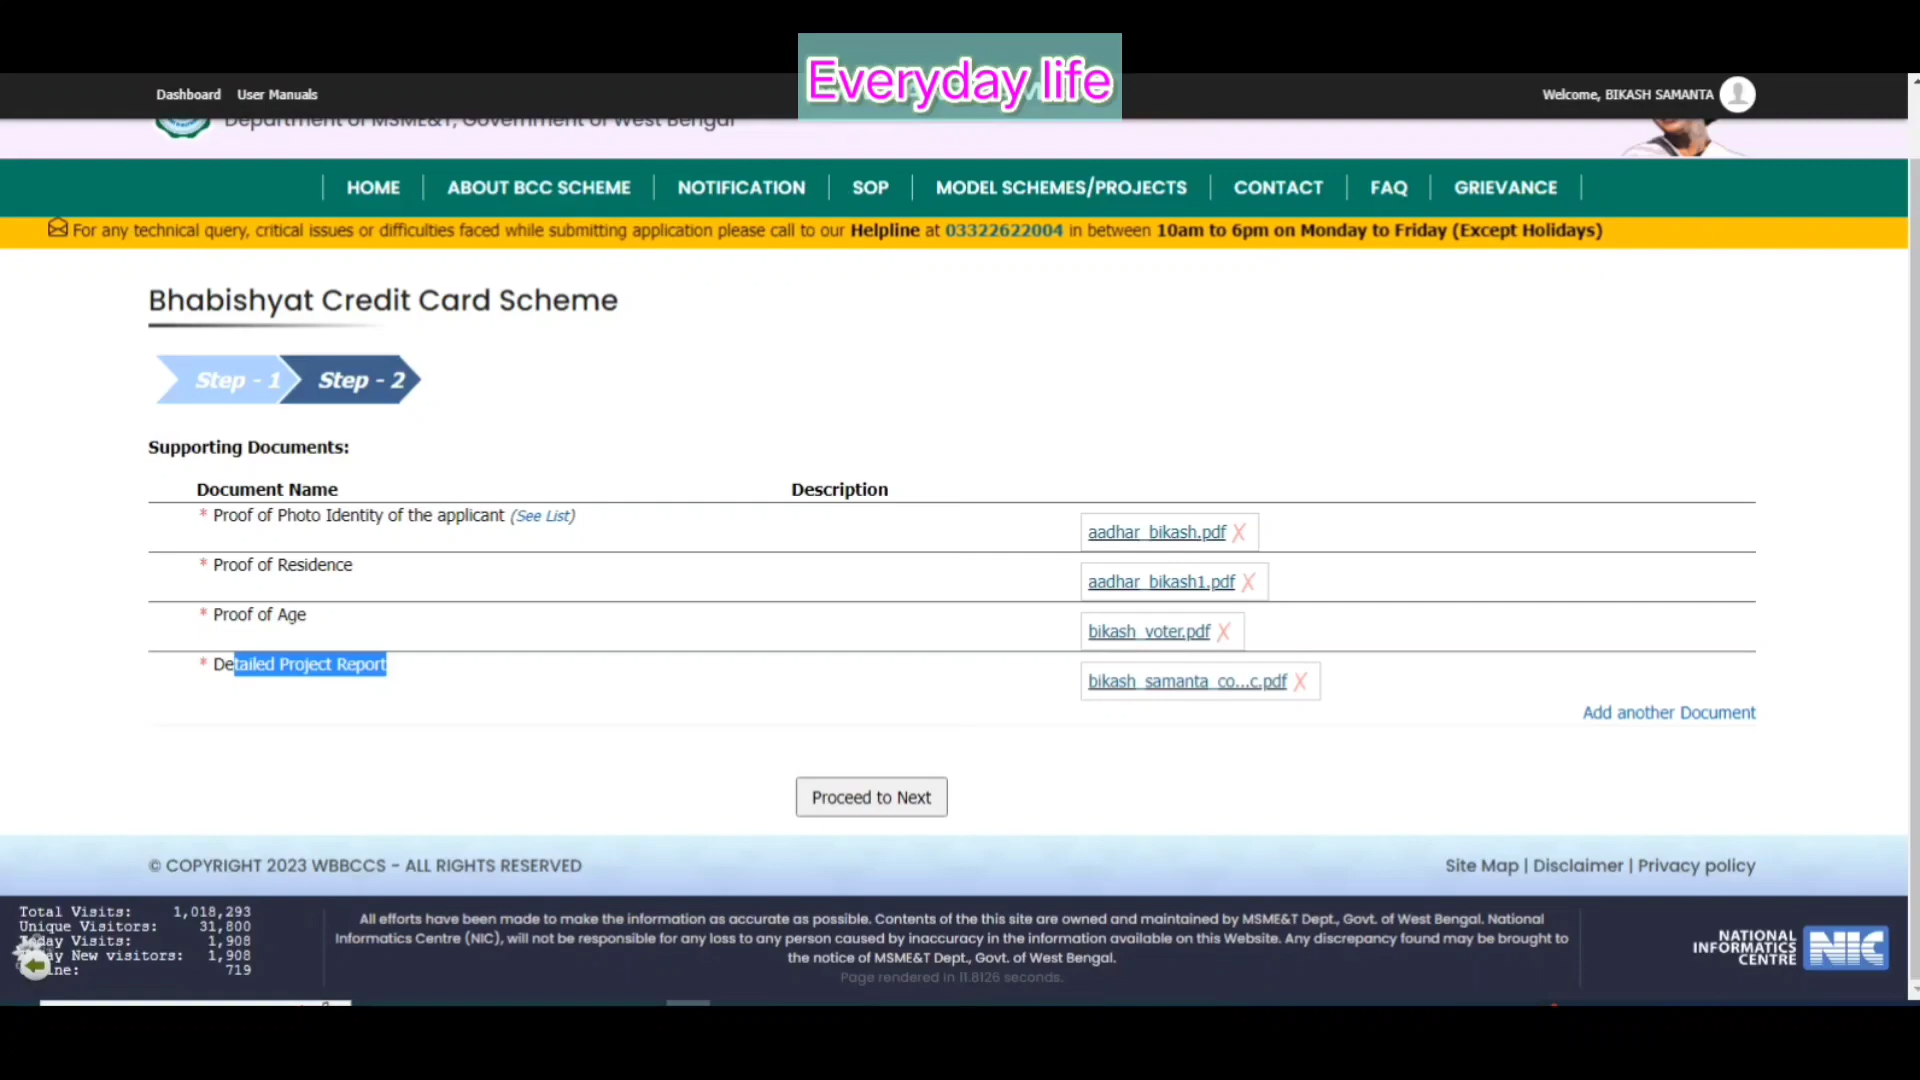 Everyday life
Dashboard User Manuals
Welcome, BIKASH SAMANTA
Department of MSME&T, Government of West Bengal
HOME ABOUT BCC SCHEME NOTIFICATION SOP MODEL SCHEMES/PROJECTS CONTACT FAQ GRIEVANCE
For any technical query, critical issues or difficulties faced while submitting application please call to our Helpline at 03322622004 in between 10am to 6pm on Monday to Friday (Except Holidays)
Bhabishyat Credit Card Scheme
Step - 1 Step - 2
Supporting Documents:
Document Name Description
* Proof of Photo Identity of the applicant (See List)
aadhar_bikash.pdf X
* Proof of Residence
aadhar_bikash1.pdf X
* Proof of Age
bikash_voter.pdf X
* Detailed Project Report
bikash_samanta_co...c.pdf X
Add another Document
Proceed to Next
© COPYRIGHT 2023 WBBCCS - ALL RIGHTS RESERVED
Site Map | Disclaimer | Privacy policy
Total Visits: 1,018,293
Unique Visitors: 31,800
Visits: 1,908
New visitors: 1,908
719
All efforts have been made to make the information as accurate as possible. Contents of the this site are owned and maintained by MSME&T Dept., Govt. of West Bengal. National
Informatics Centre (NIC), will not be responsible for any loss to any person caused by inaccuracy in the information available on this Website. Any discrepancy found may be brought to
the notice of MSME&T Dept., Govt. of West Bengal.
Page rendered in 11.8126 seconds.
NATIONAL
INFORMATICS
CENTRE
NIC